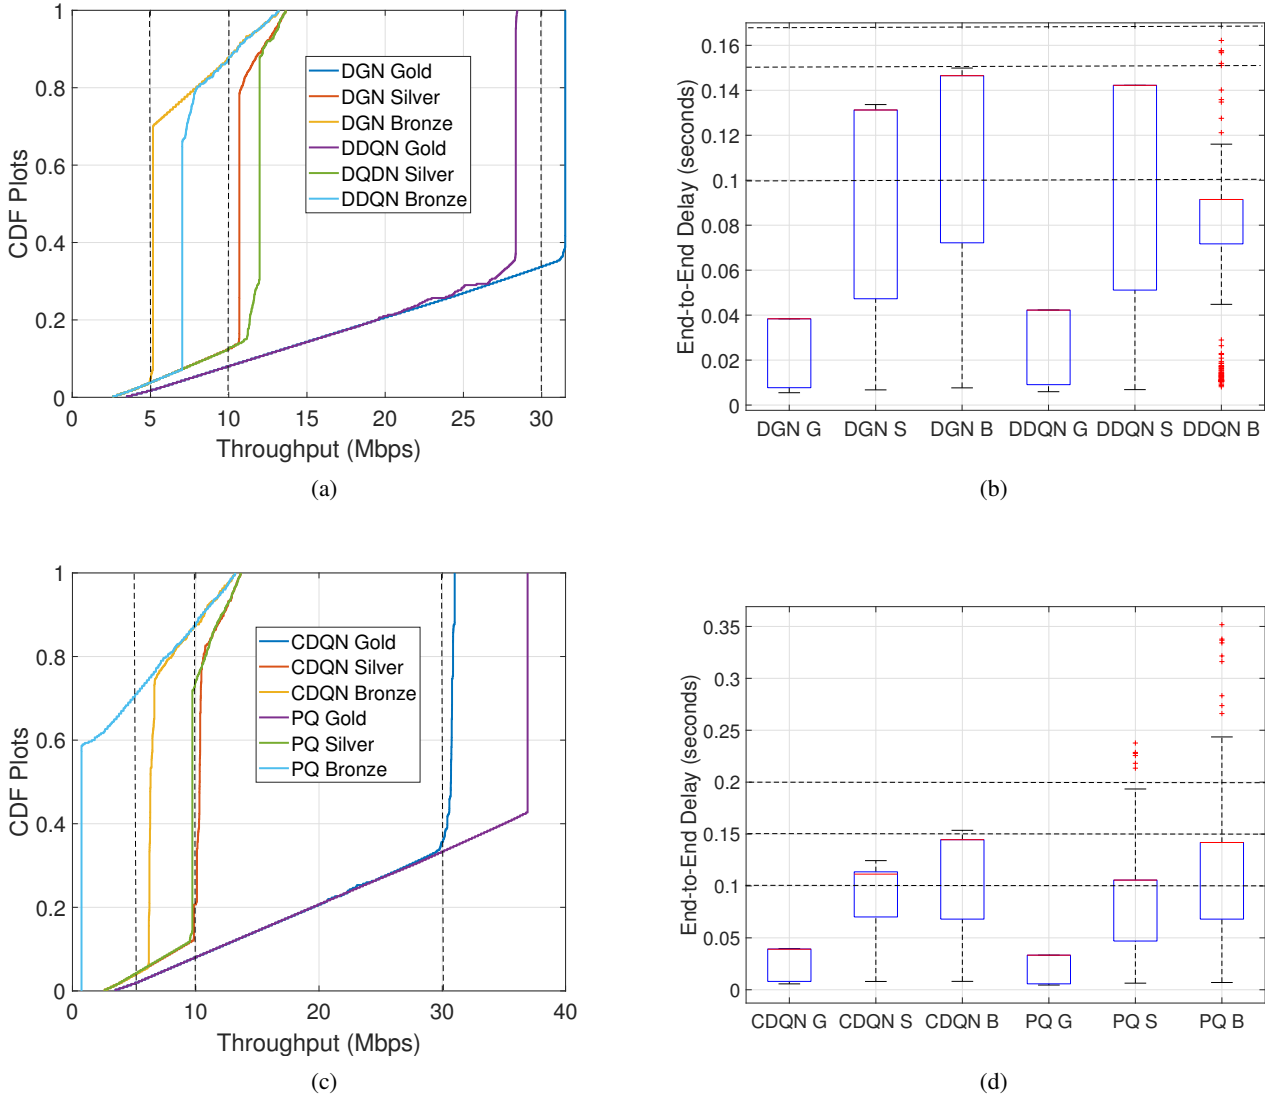 CDF Plots
1
0.8
0.6
0.4
0.2
0
0 5 10 15 20 25 30
Throughput (Mbps)
DGN Gold
DGN Silver
DGN Bronze
DDQN Gold
DQDN Silver
DDQN Bronze
(a)
End-to-End Delay (seconds)
0.16
0.14
0.12
0.1
0.08
0.06
0.04
0.02
0
DGN G DGN S DGN B DDQN G DDQN S DDQN B
(b)
CDF Plots
1
0.8
0.6
0.4
0.2
0
0 10 20 30 40
Throughput (Mbps)
CDQN Gold
CDQN Silver
CDQN Bronze
PQ Gold
PQ Silver
PQ Bronze
(c)
End-to-End Delay (seconds)
0.35
0.3
0.25
0.2
0.15
0.1
0.05
0
CDQN G CDQN S CDQN B PQ G PQ S PQ B
(d)